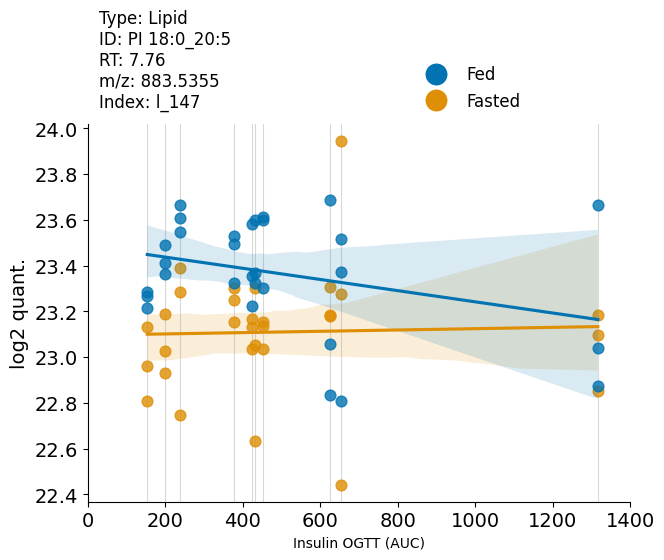 Type: Lipid
ID: PI 18:0_20:5
RT: 7.76
m/z: 883.5355
Index: l_147
Fed
Fasted
24.0
23.8
23.6
23.4
23.2
23.0
22.8
22.6
22.4
log2 quant.
0 200 400 600 800 1000 1200 1400
Insulin OGTT (AUC)